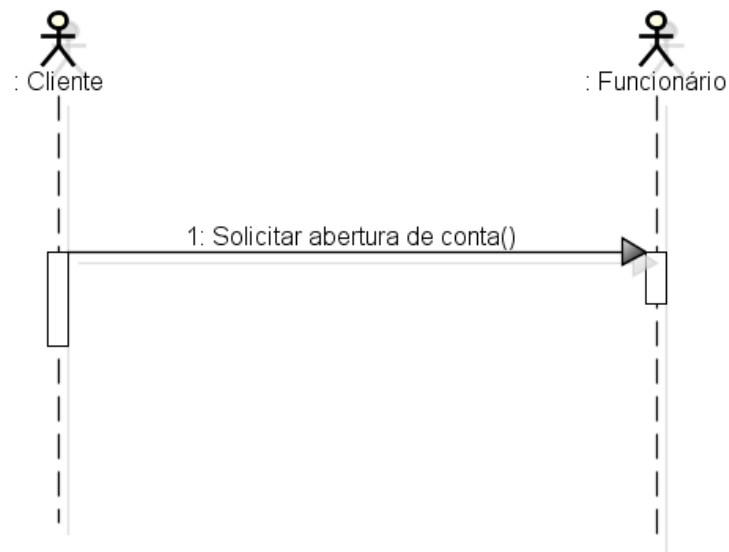 : Cliente
: Funcionário
1: Solicitar abertura de conta()